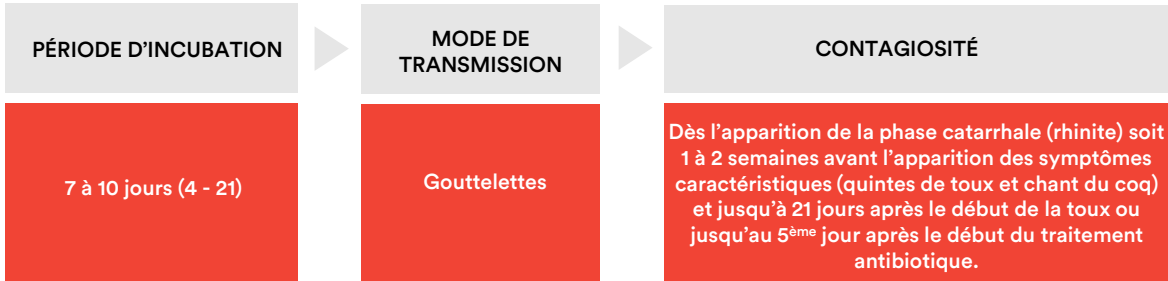 PÉRIODE D'INCUBATION
7 à 10 jours (4 - 21)
MODE DE
TRANSMISSION
Gouttelettes
CONTAGIOSITÉ
Dès l'apparition de la phase catarrhale (rhinite) soit
1 à 2 semaines avant l'apparition des symptômes
caractéristiques (quintes de toux et chant du coq)
et jusqu'à 21 jours après le début de la toux ou
jusqu'au 5ème jour après le début du traitement
antibiotique.